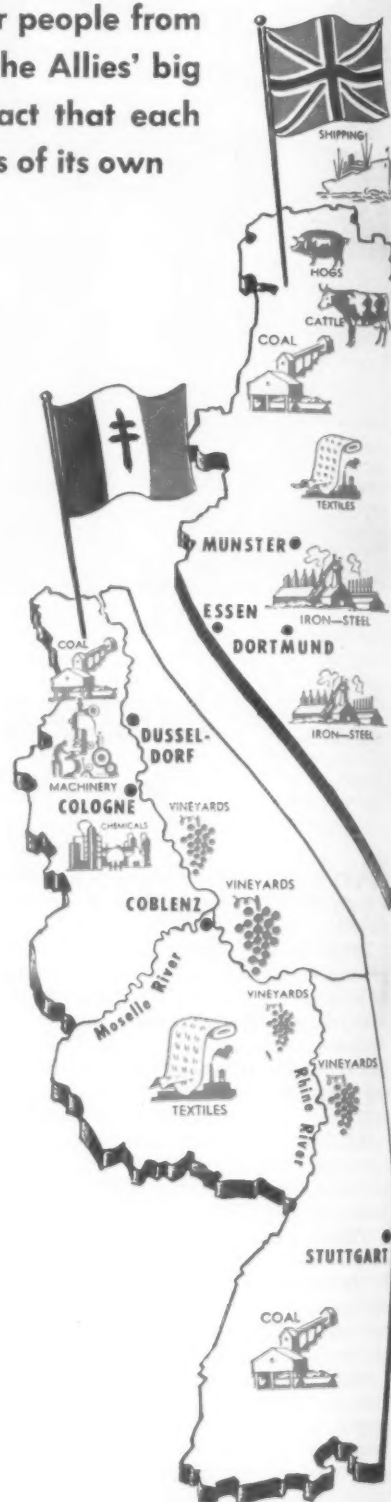 r people from
he Allies' big
act that each
s of its own
SHIPPING
HOGS
CATTLE
COAL
TEXTILES
MUNSTER
IRON—STEEL
ESSEN
DORTMUND
IRON—STEEL
COAL
DUSSEL-
DORF
MACHINERY
COLOGNE
VINEYARDS
CHEMICALS
VINEYARDS
COBLENZ
Moselle River
VINEYARDS
VINEYARDS
TEXTILES
Rhine River
STUTTGART
COAL